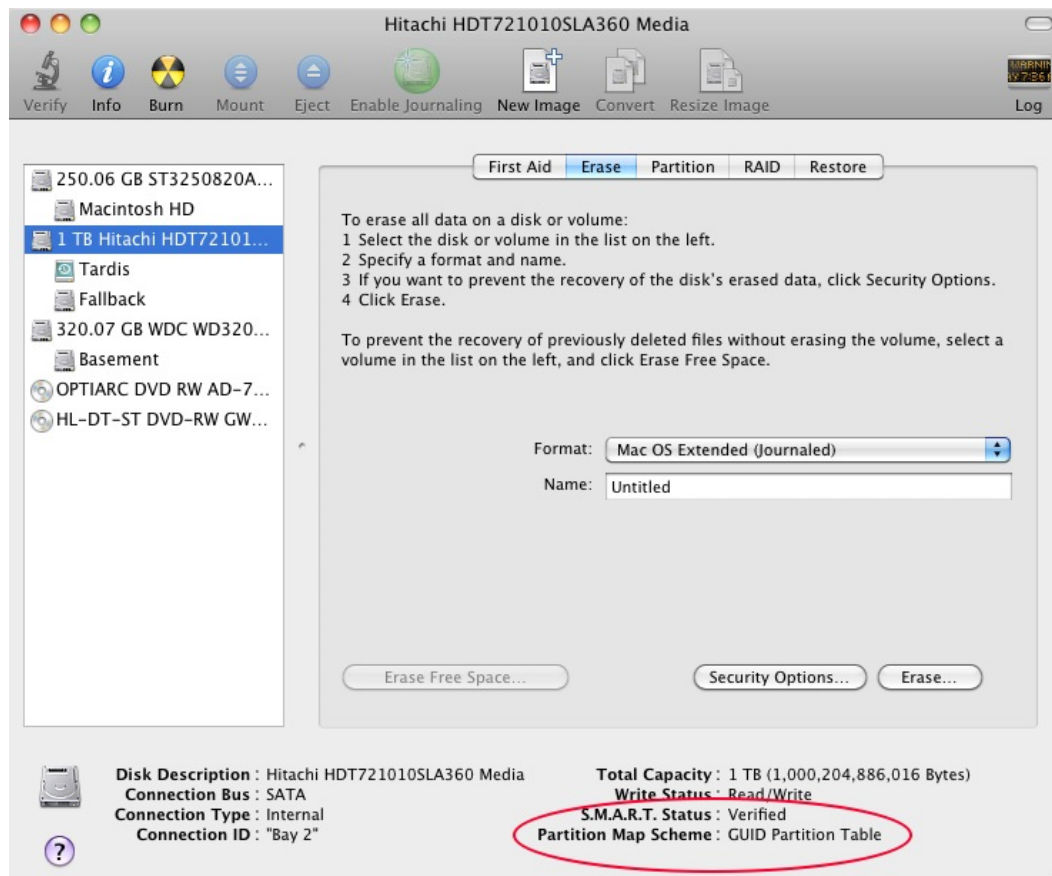 Hitachi HDT721010SLA360 Media
Verify Info Burn Mount Eject Enable Journaling New Image Convert Resize Image Log
First Aid Erase Partition RAID Restore
250.06 GB ST3250820A...
Macintosh HD
1 TB Hitachi HDT72101...
Tardis
Fallback
320.07 GB WDC WD320...
Basement
OPTIARC DVD RW AD-7...
HL-DT-ST DVD-RW GW...
To erase all data on a disk or volume:
1 Select the disk or volume in the list on the left.
2 Specify a format and name.
3 If you want to prevent the recovery of the disk's erased data, click Security Options.
4 Click Erase.
To prevent the recovery of previously deleted files without erasing the volume, select a
volume in the list on the left, and click Erase Free Space.
Format: Mac OS Extended (Journaled)
Name: Untitled
Erase Free Space... Security Options... Erase...
Disk Description : Hitachi HDT721010SLA360 Media
Connection Bus : SATA
Connection Type : Internal
Connection ID : "Bay 2"
Total Capacity : 1 TB (1,000,204,886,016 Bytes)
Write Status : Read/Write
S.M.A.R.T. Status : Verified
Partition Map Scheme : GUID Partition Table
?